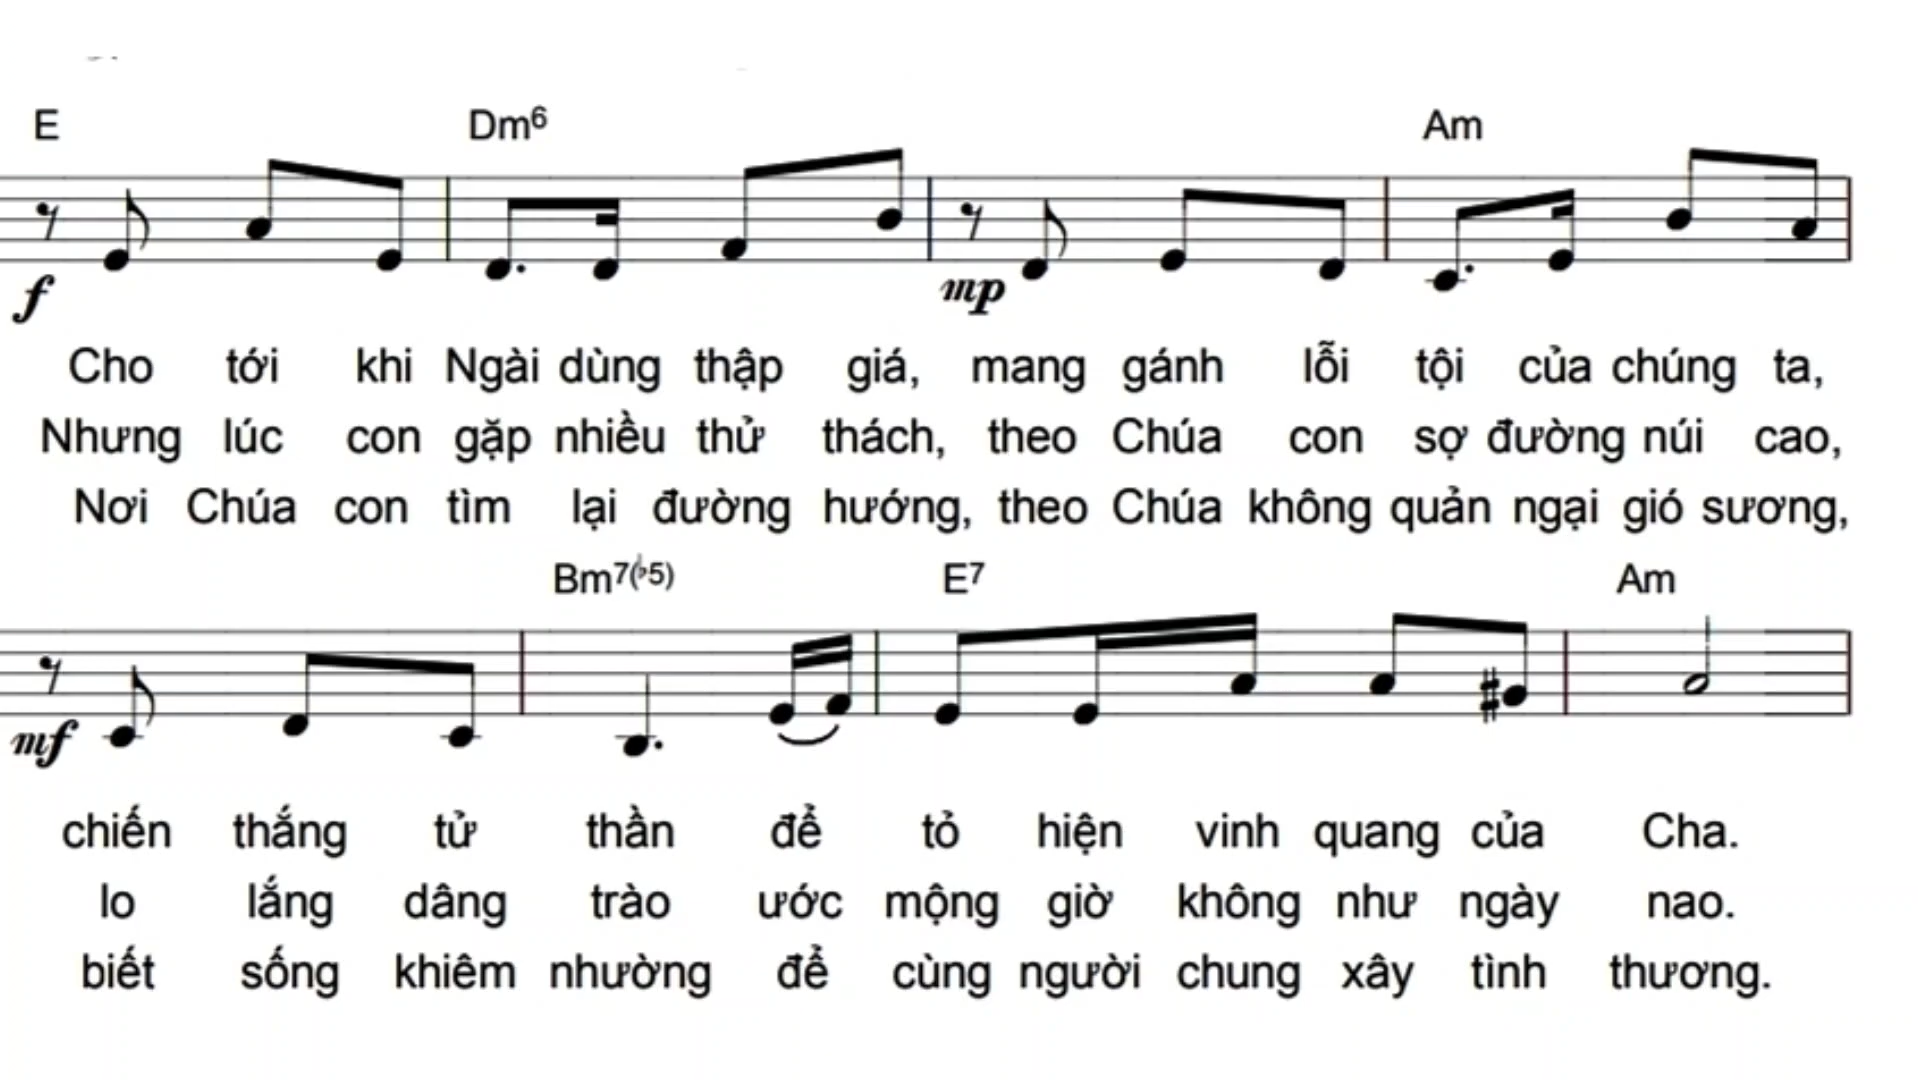 E Dm6 Am
f mp
Cho tới khi Ngài dùng thập giá, mang gánh lỗi tội của chúng ta,
Nhưng lúc con gặp nhiều thử thách, theo Chúa con sợ đường núi cao,
Nơi Chúa con tìm lại đường hướng, theo Chúa không quản ngại gió sương,
Bm7(♭5) E7 Am
mf
chiến thắng tử thần để tỏ hiện vinh quang của Cha.
lo lắng dâng trào ước mộng giờ không như ngày nao.
biết sống khiêm nhường để cùng người chung xây tình thương.